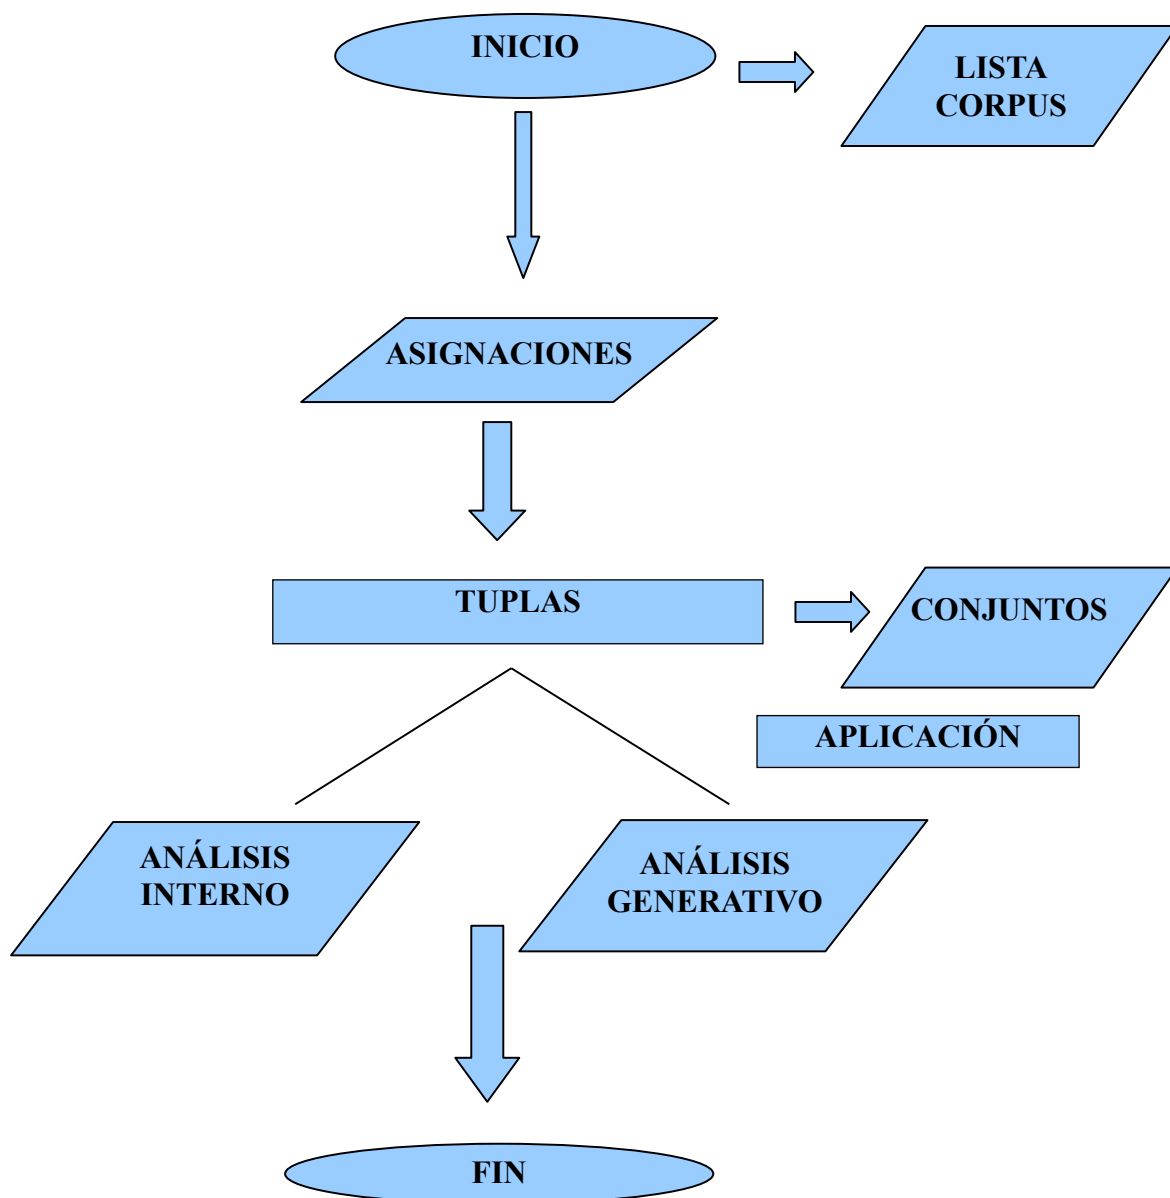 INICIO
LISTA
CORPUS
ASIGNACIONES
TUPLAS
CONJUNTOS
APLICACIÓN
ANÁLISIS
INTERNO
ANÁLISIS
GENERATIVO
FIN